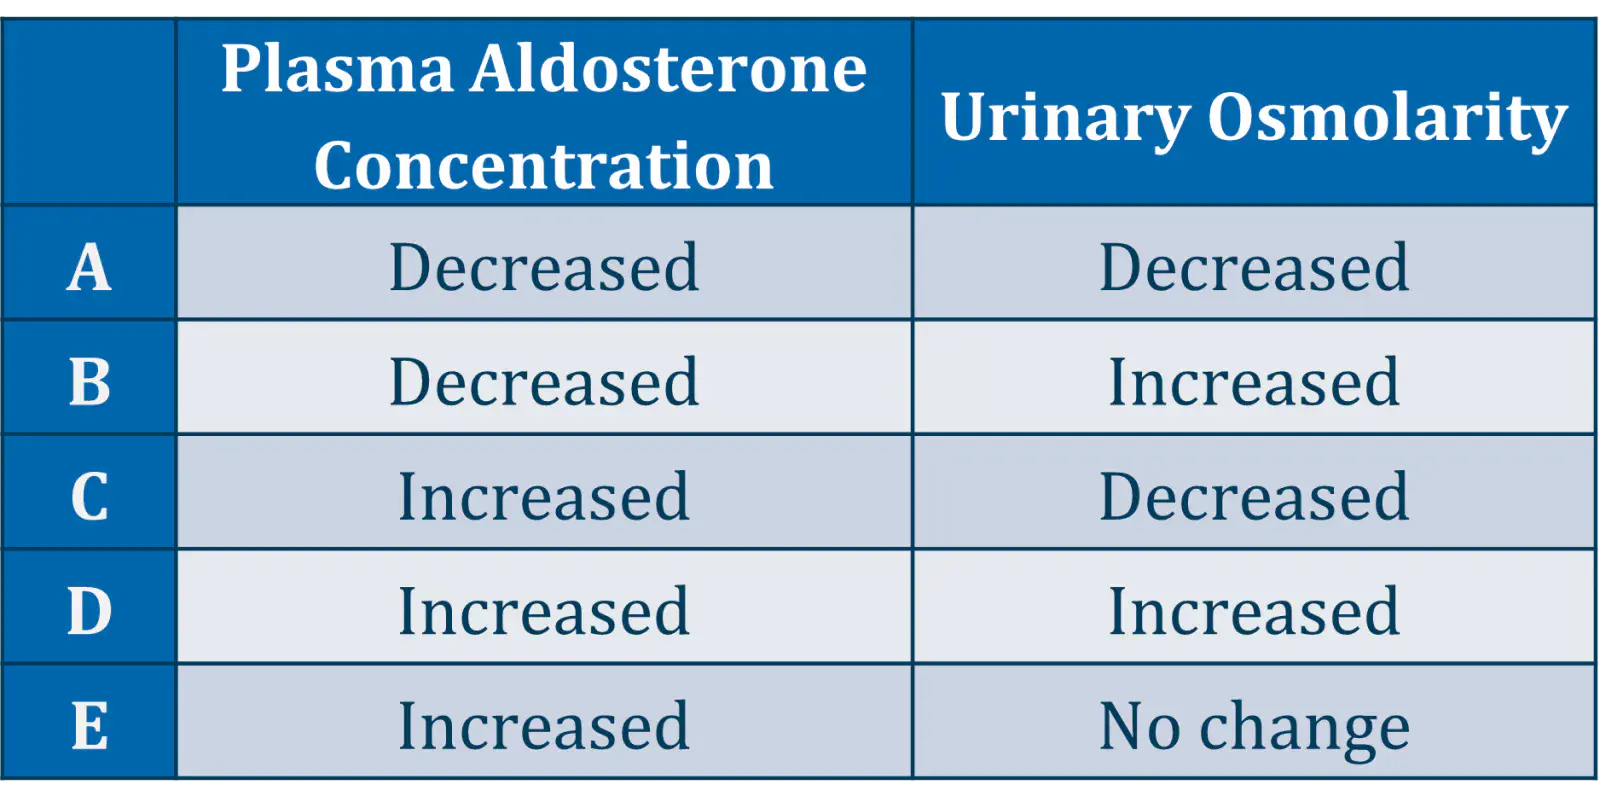 Plasma Aldosterone
Concentration
Urinary Osmolarity
A Decreased Decreased
B Decreased Increased
C Increased Decreased
D Increased Increased
E Increased No change